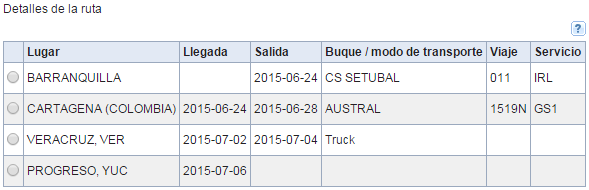 Detalles de la ruta
?
Lugar Llegada Salida Buque / modo de transporte Viaje Servicio
BARRANQUILLA 2015-06-24 CS SETUBAL 011 IRL
CARTAGENA (COLOMBIA) 2015-06-24 2015-06-28 AUSTRAL 1519N GS1
VERACRUZ, VER 2015-07-02 2015-07-04 Truck
PROGRESO, YUC 2015-07-06